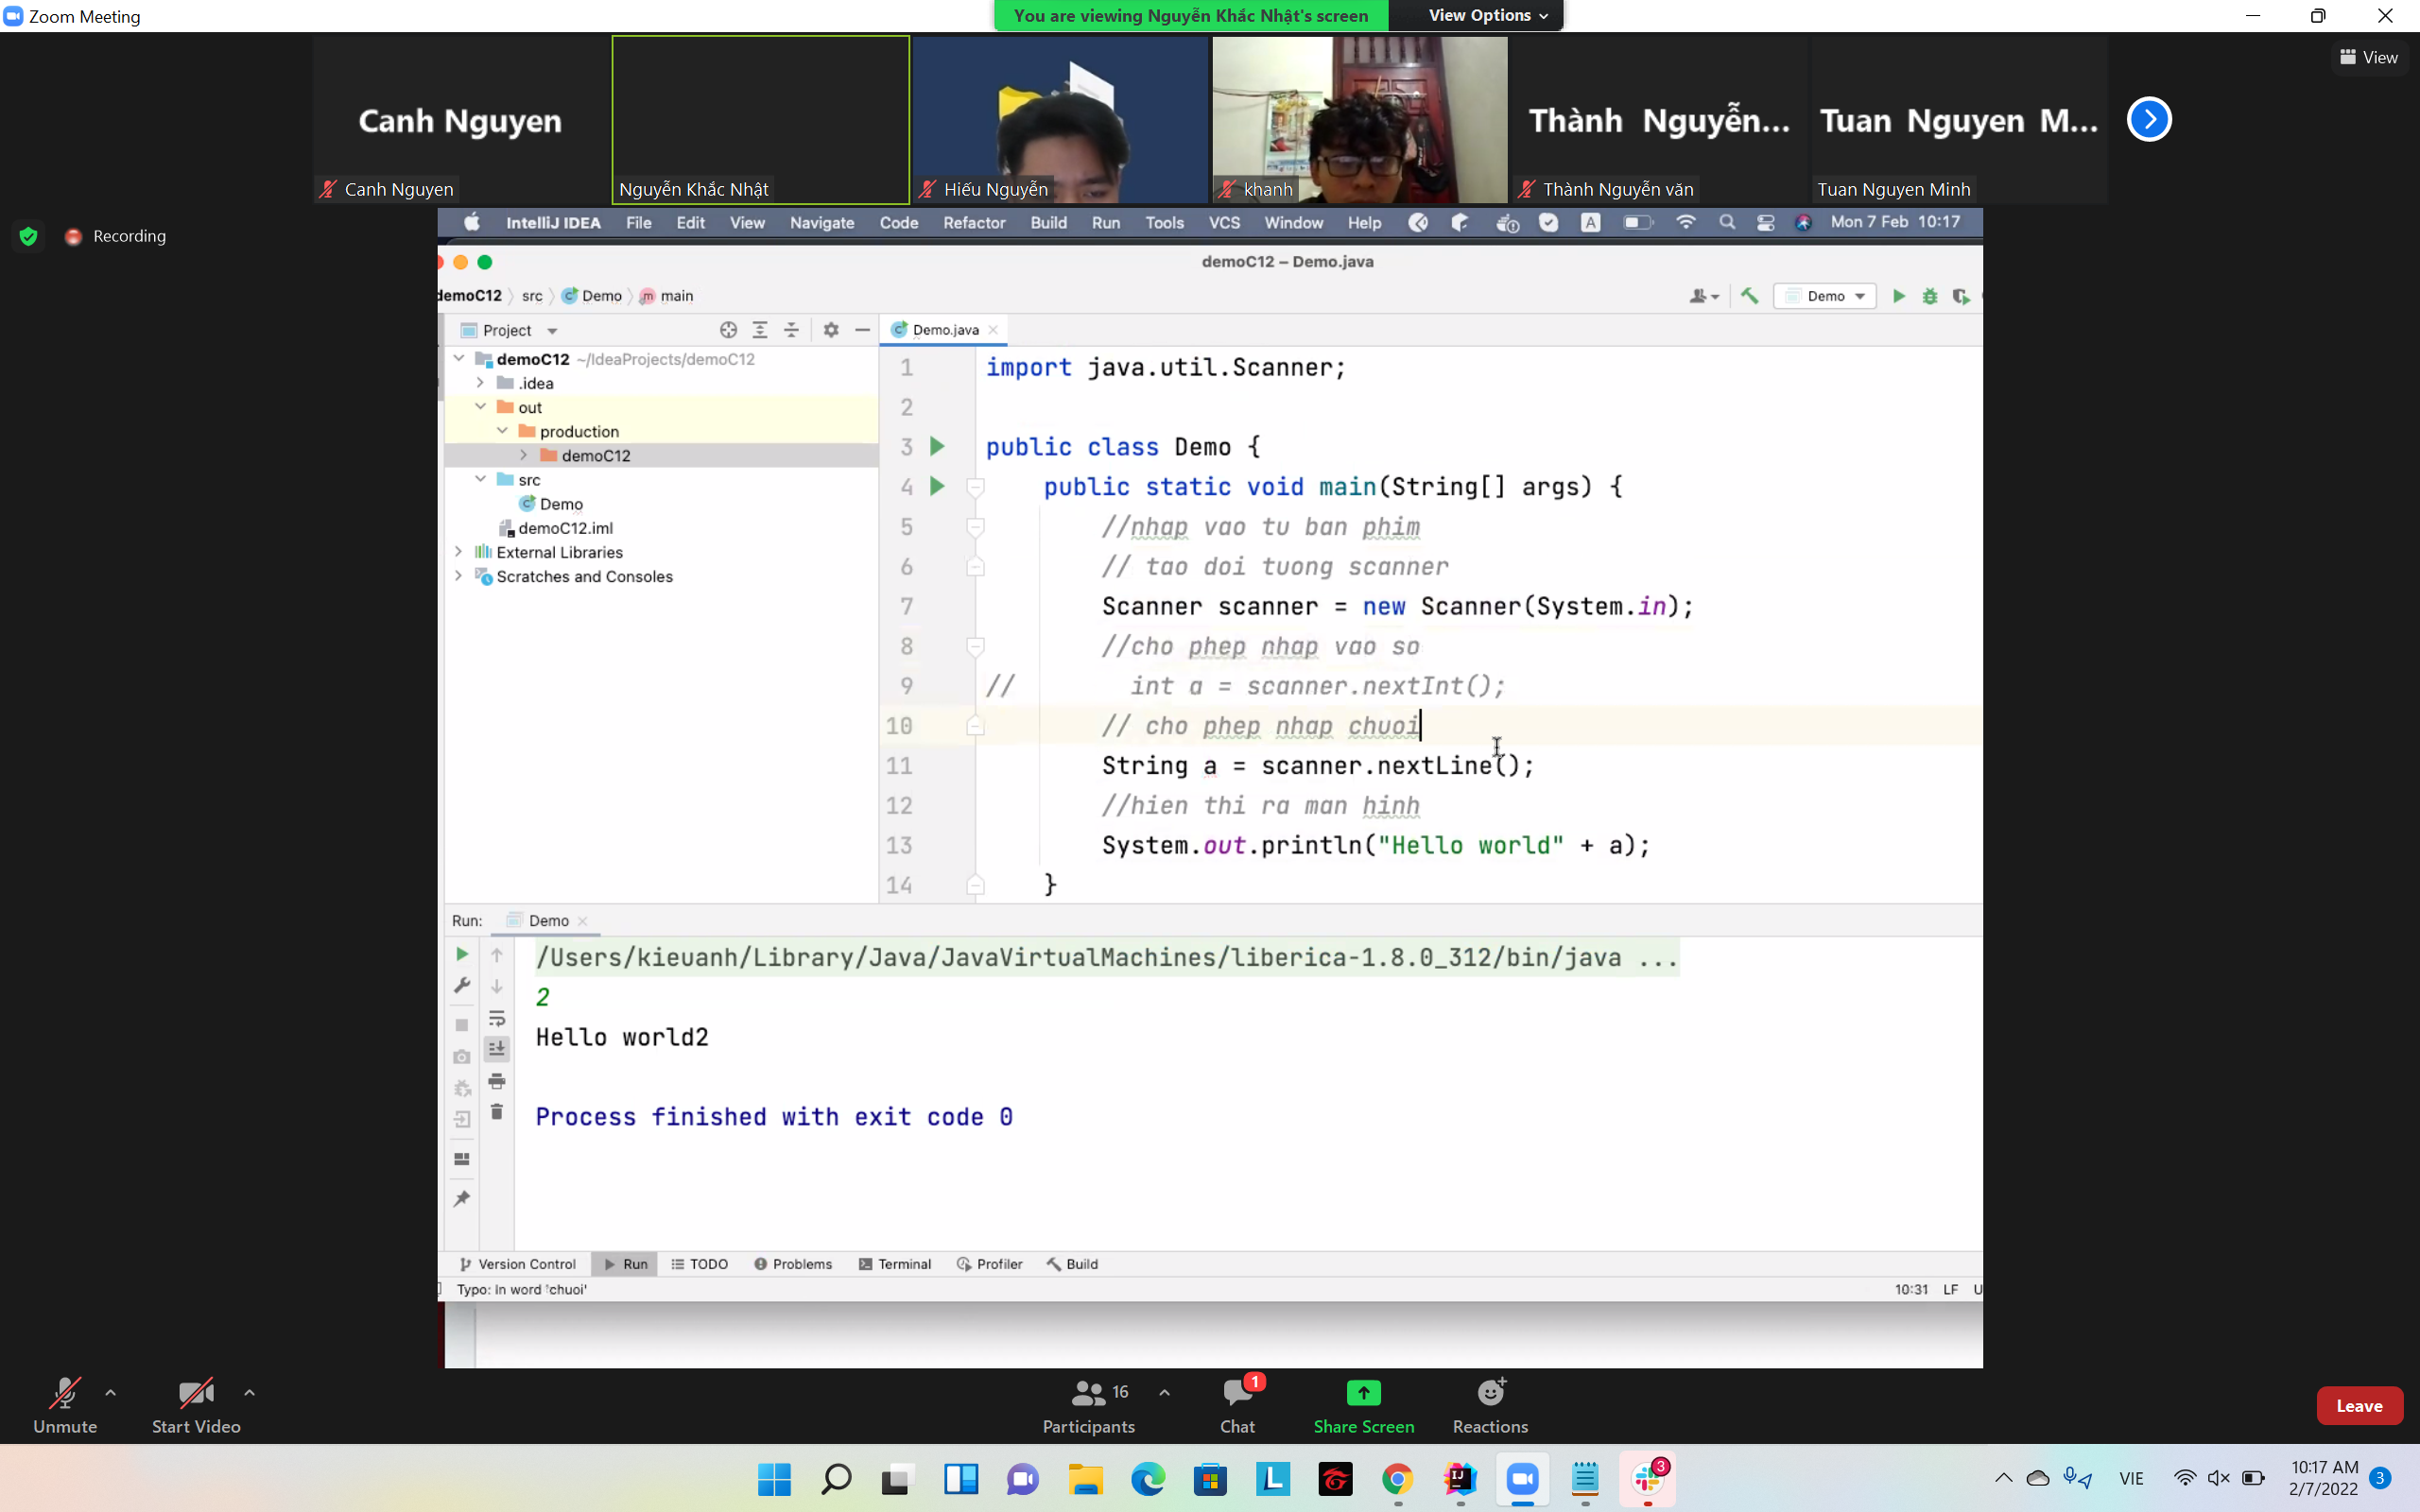 Zoom Meeting
You are viewing Nguyễn Khắc Nhật's screen
View Options
View
Canh Nguyen
Thành Nguyễn...
Tuan Nguyen M...
Canh Nguyen
Nguyễn Khắc Nhật
Hiếu Nguyễn
khanh
Thành Nguyễn văn
Tuan Nguyen Minh
Recording
IntelliJ IDEA File Edit View Navigate Code Refactor Build Run Tools VCS Window Help A Mon 7 Feb 10:17
demoC12 – Demo.java
demoC12 src Demo main
Demo
Project
Demo.java
demoC12 ~/IdeaProjects/demoC12
.idea
out
production
demoC12
src
Demo
demoC12.iml
External Libraries
Scratches and Consoles
1 import java.util.Scanner;
2
3 public class Demo {
4 public static void main(String[] args) {
5 //nhap vao tu ban phim
6 // tao doi tuong scanner
7 Scanner scanner = new Scanner(System.in);
8 //cho phep nhap vao so
9 // int a = scanner.nextInt();
10 // cho phep nhap chuoi
11 String a = scanner.nextLine();
12 //hien thi ra man hinh
13 System.out.println("Hello world" + a);
14 }
Run: Demo
/Users/kieuanh/Library/Java/JavaVirtualMachines/liberica-1.8.0_312/bin/java ...
2
Hello world2
Process finished with exit code 0
Version Control Run TODO Problems Terminal Profiler Build
Typo: In word 'chuoi'
10:31 LF U
Unmute
Start Video
16
Participants
1
Chat
Share Screen
Reactions
Leave
L
IJ
3
VIE
10:17 AM
2/7/2022
3